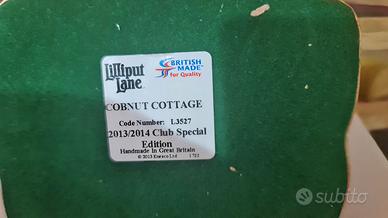 Lilliput
Lane
BRITISH
MADE
for Quality
COBNUT COTTAGE
Code Number: L3527
2013/2014 Club Special
Edition
Handmade In Great Britain
© 2013 Enesco Ltd
subito